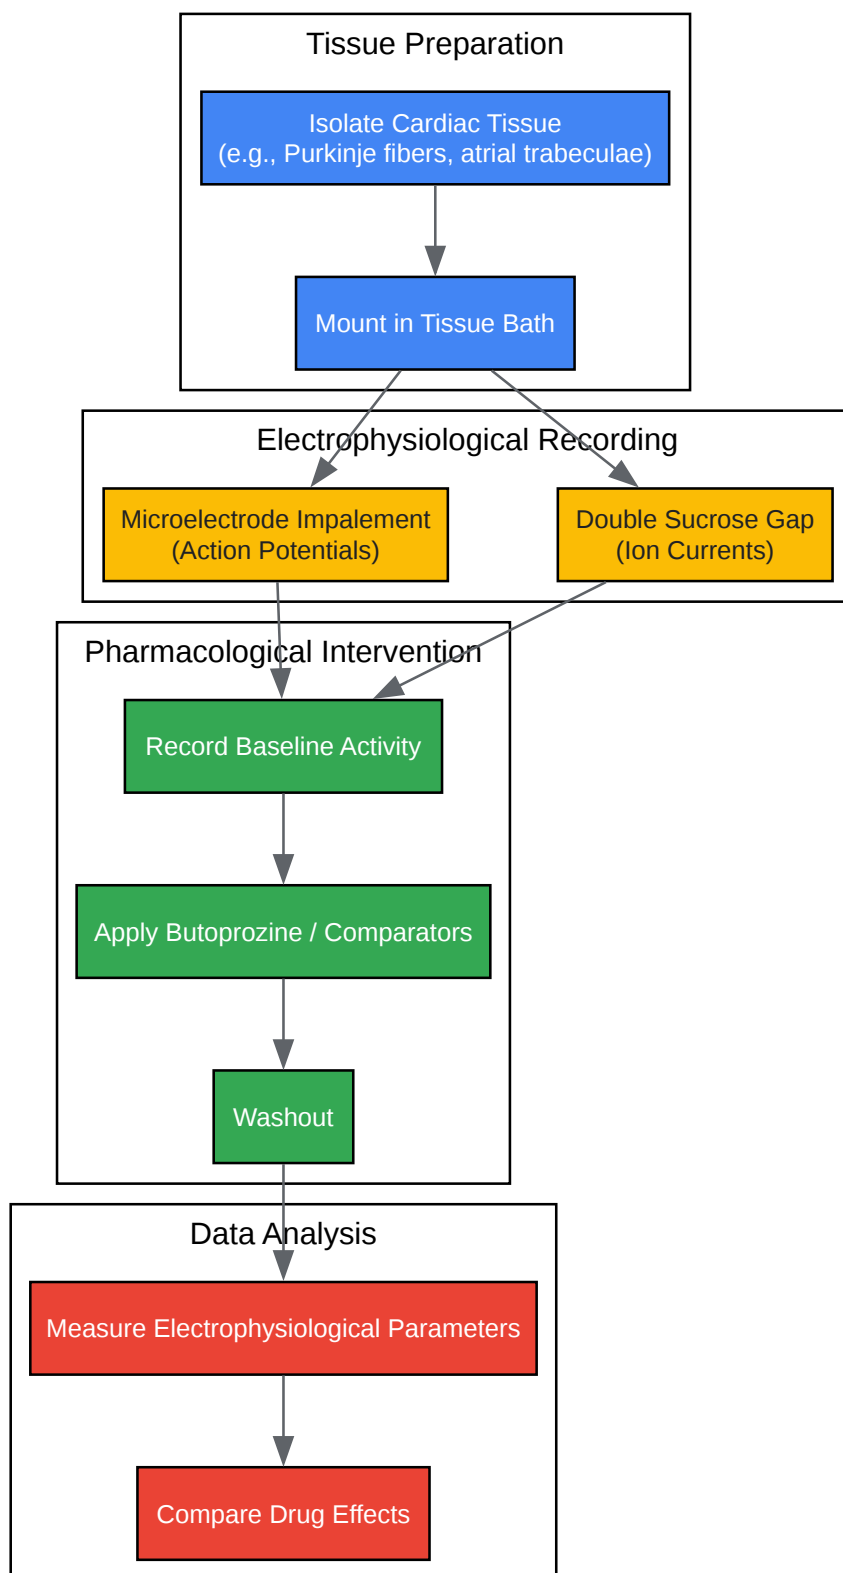 Tissue Preparation
Isolate Cardiac Tissue
(e.g., Purkinje fibers, atrial trabeculae)
Mount in Tissue Bath
Electrophysiological Recording
Microelectrode Impalement
(Action Potentials)
Double Sucrose Gap
(Ion Currents)
Pharmacological Intervention
Record Baseline Activity
Apply Butoprozine / Comparators
Washout
Data Analysis
Measure Electrophysiological Parameters
Compare Drug Effects